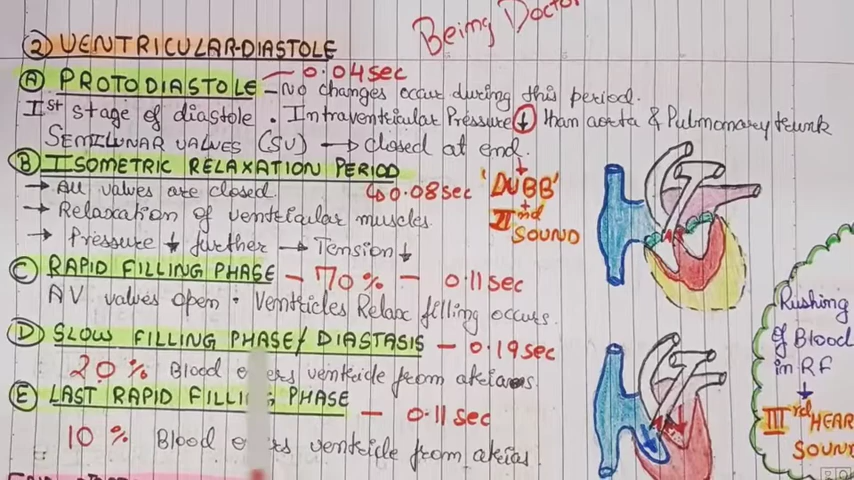 Being Doctor
② VENTRICULAR-DIASTOLE
Ⓐ PROTODIASTOLE — 0.04 sec
– No changes occur during this period.
Ist stage of diastole . Intraventricular Pressure ↓ than aorta & Pulmonary trunk
SEMILUNAR VALVES (SV) → closed at end.
Ⓑ ISOMETRIC RELAXATION PERIOD
↳ 0.08 sec
→ All valves are closed.
→ Relaxation of ventricular muscles.
→ Pressure ↓ further → Tension ↓
'DUBB'
+
IInd
SOUND
Ⓒ RAPID FILLING PHASE – 70% – 0.11 sec
AV valves open • Ventricles Relax filling occurs.
Ⓓ SLOW FILLING PHASE / DIASTASIS – 0.19 sec
20% Blood ers ventricle from atria
Ⓔ LAST RAPID FILLING PHASE – 0.11 sec
10% Blood ers ventricle from atrias
Rushing
of Blood
in RF
↓
IIIrd HEAR
SOUND